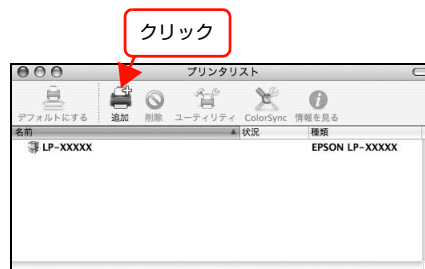 クリック
プリンタリスト
デフォルトにする 追加 削除 ユーティリティ ColorSync 情報を見る
名前 状況 種類
LP-XXXXX EPSON LP-XXXXX